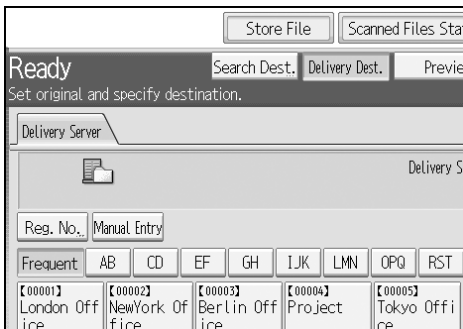 Store File Scanned Files Sta
Ready Search Dest. Delivery Dest. Previe
Set original and specify destination.
Delivery Server
Delivery S
Reg. No. Manual Entry
Frequent AB CD EF GH IJK LMN OPQ RST
【00001】 【00002】 【00003】 【00004】 【00005】
London Off NewYork Of Berlin Off Project Tokyo Offi
ice fice ice ce